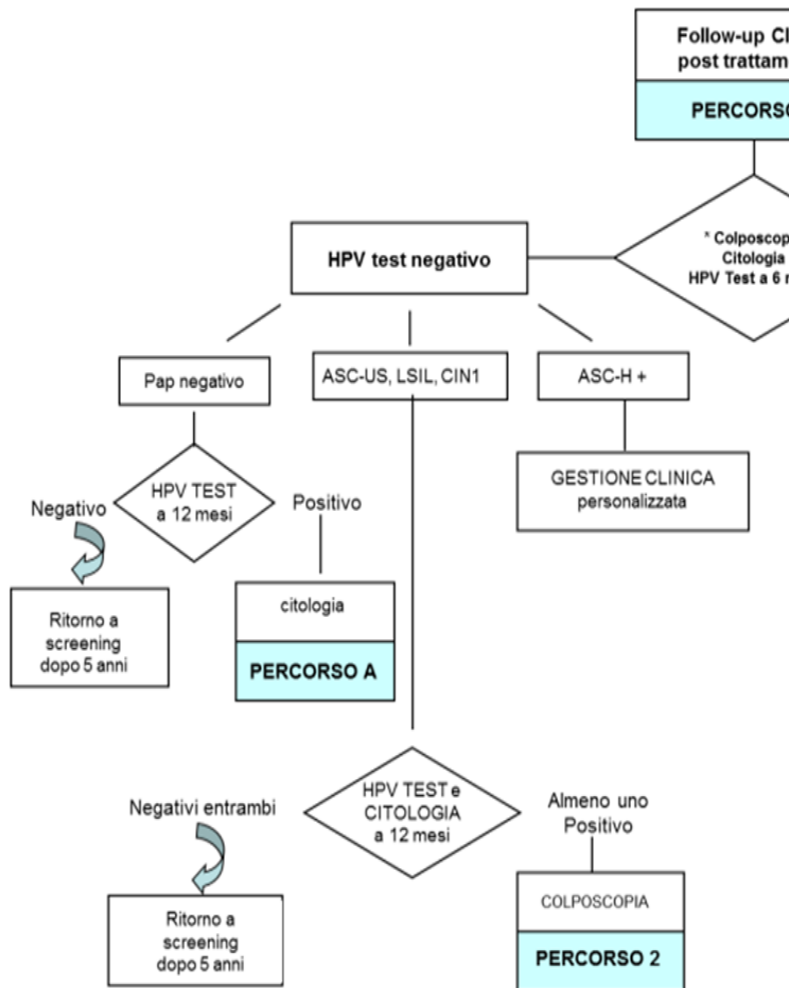 Follow-up
post
PERCORSO
* Colposcop
Citologia
HPV Test a 6
HPV test negativo
Pap negativo
ASC-US, LSIL, CIN1
ASC-H +
GESTIONE CLINICA
personalizzata
HPV TEST
a 12 mesi
Negativo
Positivo
Ritorno a
screening
dopo 5 anni
citologia
PERCORSO A
HPV TEST e
CITOLOGIA
a 12 mesi
Negativi entrambi
Almeno uno
Positivo
Ritorno a
screening
dopo 5 anni
COLPOSCOPIA
PERCORSO 2